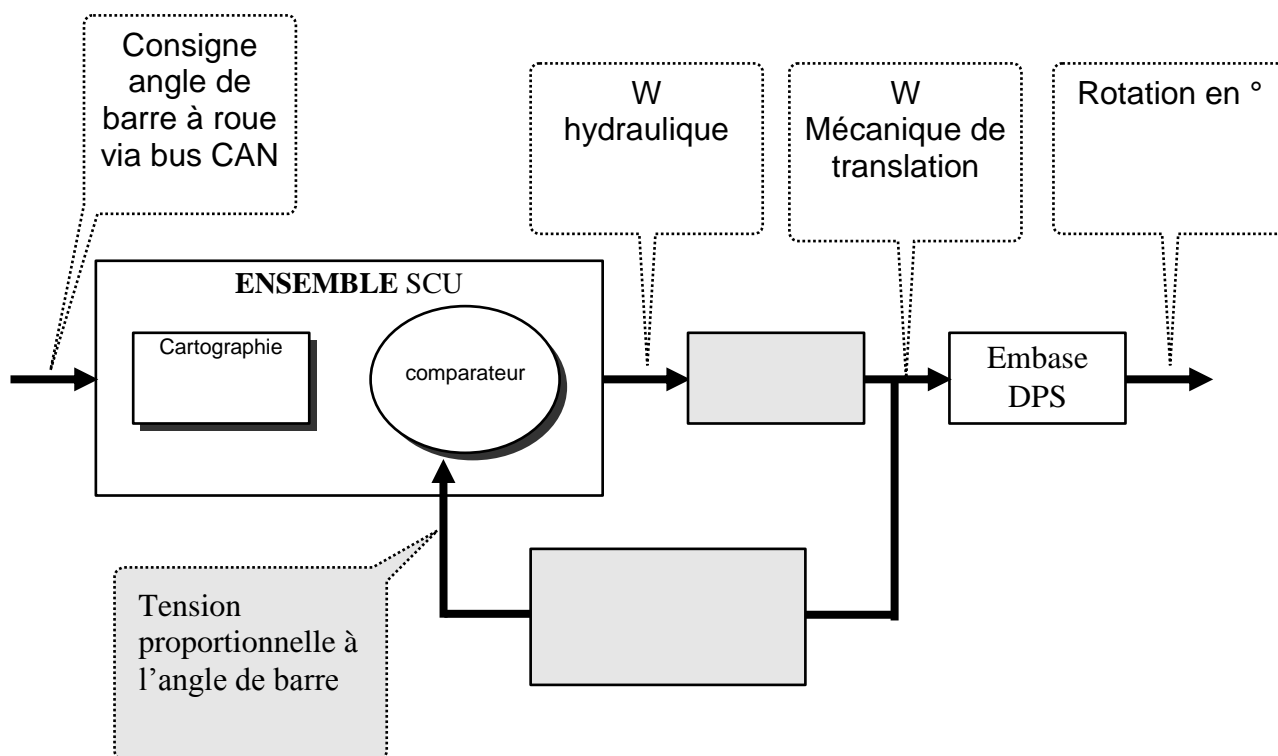 Consigne
angle de
barre à roue
via bus CAN
W
hydraulique
W
Mécanique de
translation
Rotation en °
ENSEMBLE SCU
Cartographie
comparateur
Embase
DPS
Tension
proportionnelle à
l’angle de barre